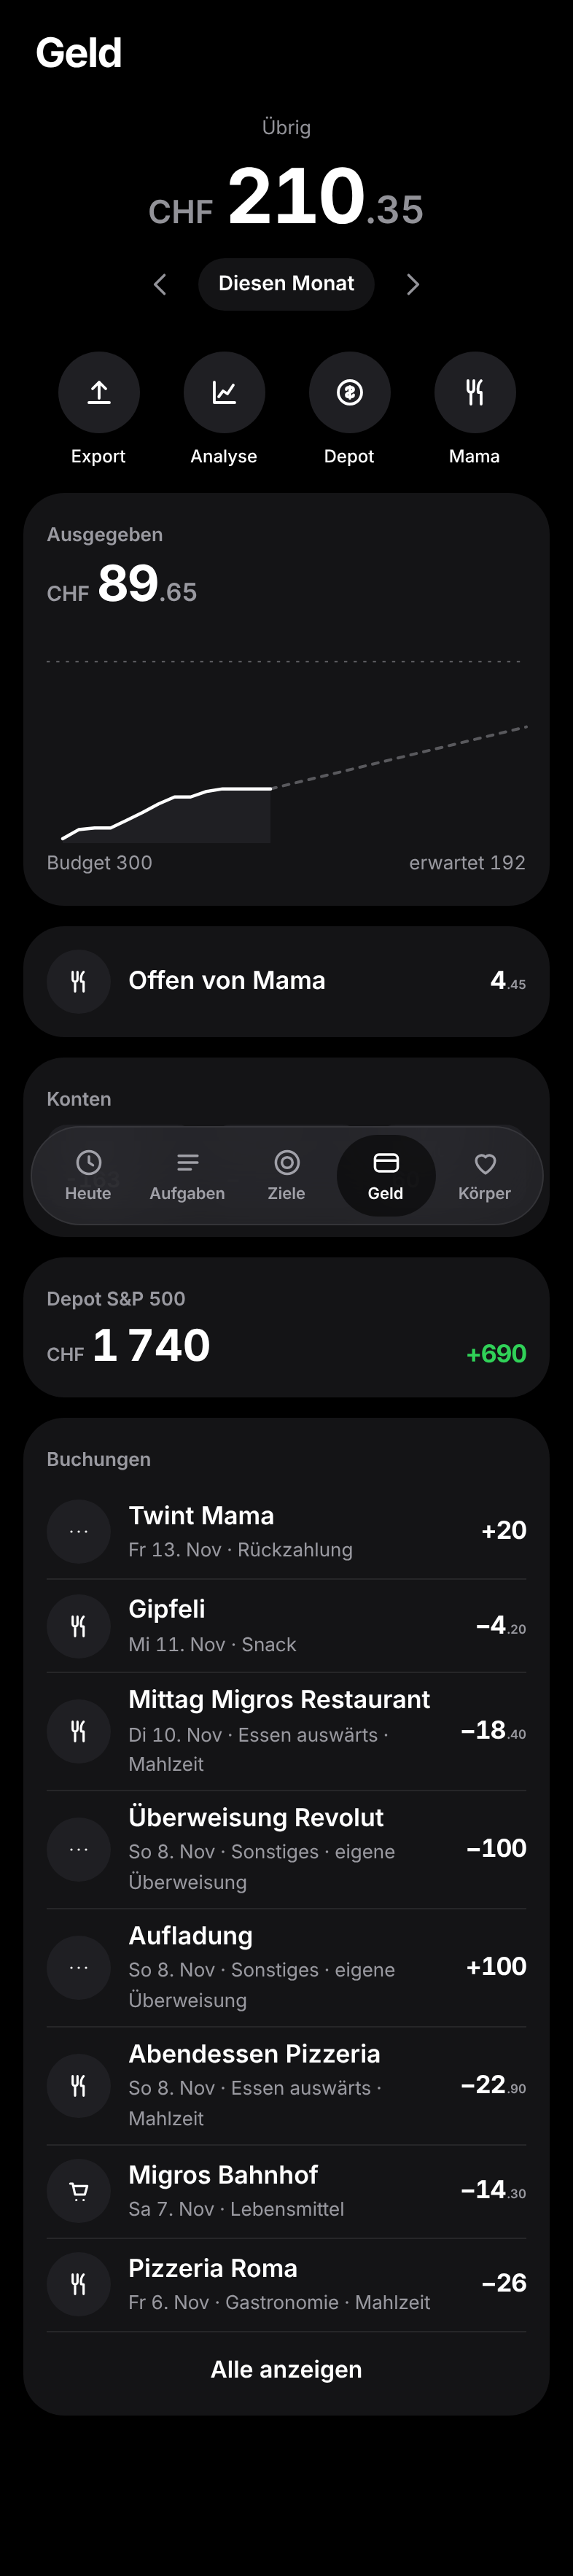 Geld
Übrig
CHF 210.35
Diesen Monat
Export
Analyse
Depot
Mama
Ausgegeben
CHF 89.65
Budget 300
erwartet 192
Offen von Mama
4.45
Konten
Heute
Aufgaben
Ziele
Geld
Körper
Depot S&P 500
CHF 1 740
+690
Buchungen
Twint Mama
+20
Fr 13. Nov · Rückzahlung
Gipfeli
−4.20
Mi 11. Nov · Snack
Mittag Migros Restaurant
−18.40
Di 10. Nov · Essen auswärts ·
Mahlzeit
Überweisung Revolut
−100
So 8. Nov · Sonstiges · eigene
Überweisung
Aufladung
+100
So 8. Nov · Sonstiges · eigene
Überweisung
Abendessen Pizzeria
−22.90
So 8. Nov · Essen auswärts ·
Mahlzeit
Migros Bahnhof
−14.30
Sa 7. Nov · Lebensmittel
Pizzeria Roma
−26
Fr 6. Nov · Gastronomie · Mahlzeit
Alle anzeigen